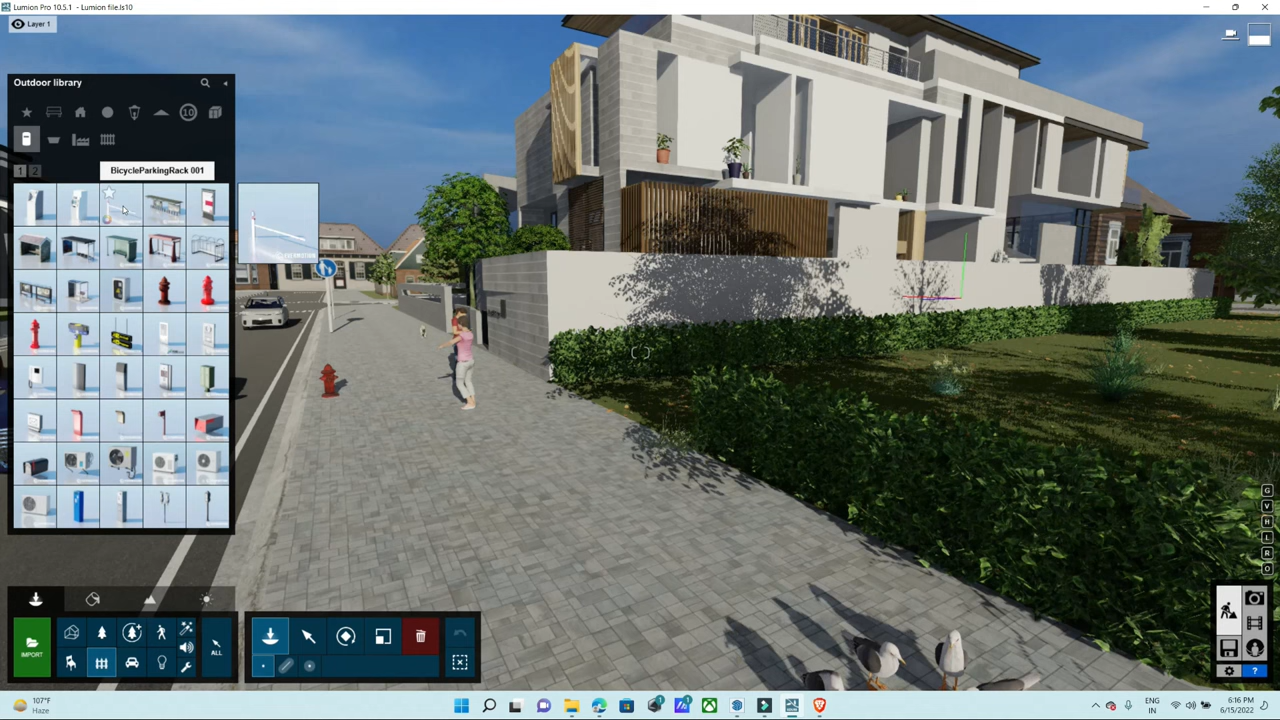 Lumion Pro 10.5.1 - Lumion file.ls10
Layer 1
Outdoor library
10
1 2
BicycleParkingRack 001
IMPORT
ALL
G
V
H
L
R
O
?
107°F
Haze
ENG
IN
6:16 PM
6/15/2022